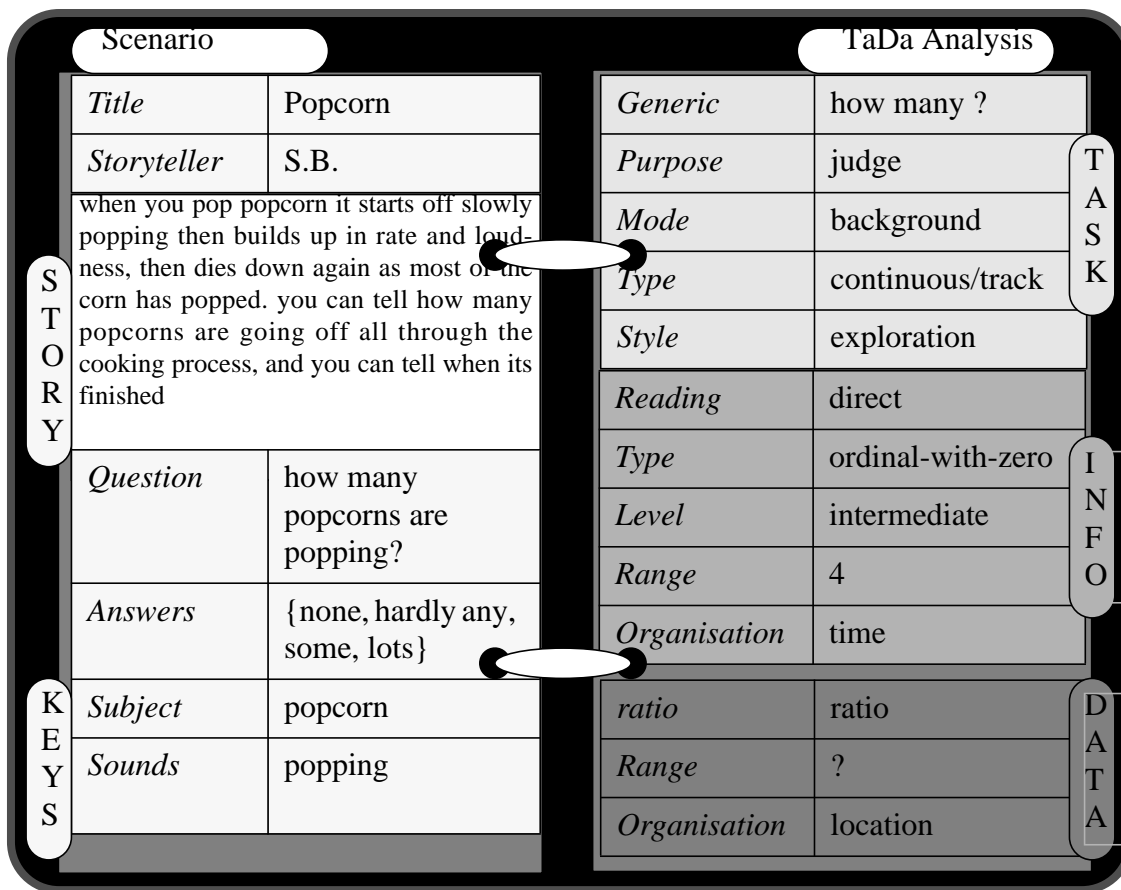 Scenario
Title Popcorn
Storyteller S.B.
when you pop popcorn it starts off slowly
popping then builds up in rate and loud-
ness, then dies down again as most of the
corn has popped. you can tell how many
popcorns are going off all through the
cooking process, and you can tell when its
finished
STORY
Question how many
popcorns are
popping?
Answers {none, hardly any,
some, lots}
Subject popcorn
Sounds popping
KEYS
TaDa Analysis
Generic how many ?
Purpose judge
Mode background
Type continuous/track
Style exploration
TASK
Reading direct
Type ordinal-with-zero
Level intermediate
Range 4
Organisation time
INFO
ratio ratio
Range ?
Organisation location
DATA